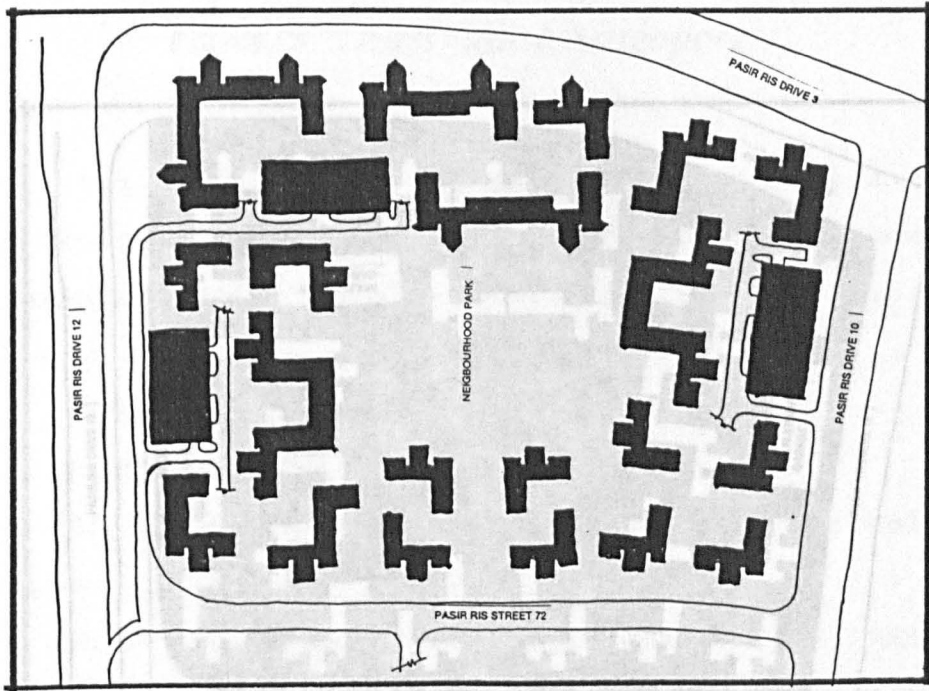 PASIR RIS DRIVE 3
PASIR RIS DRIVE 12
NEIGBOURHOOD PARK
PASIR RIS DRIVE 10
PASIR RIS STREET 72